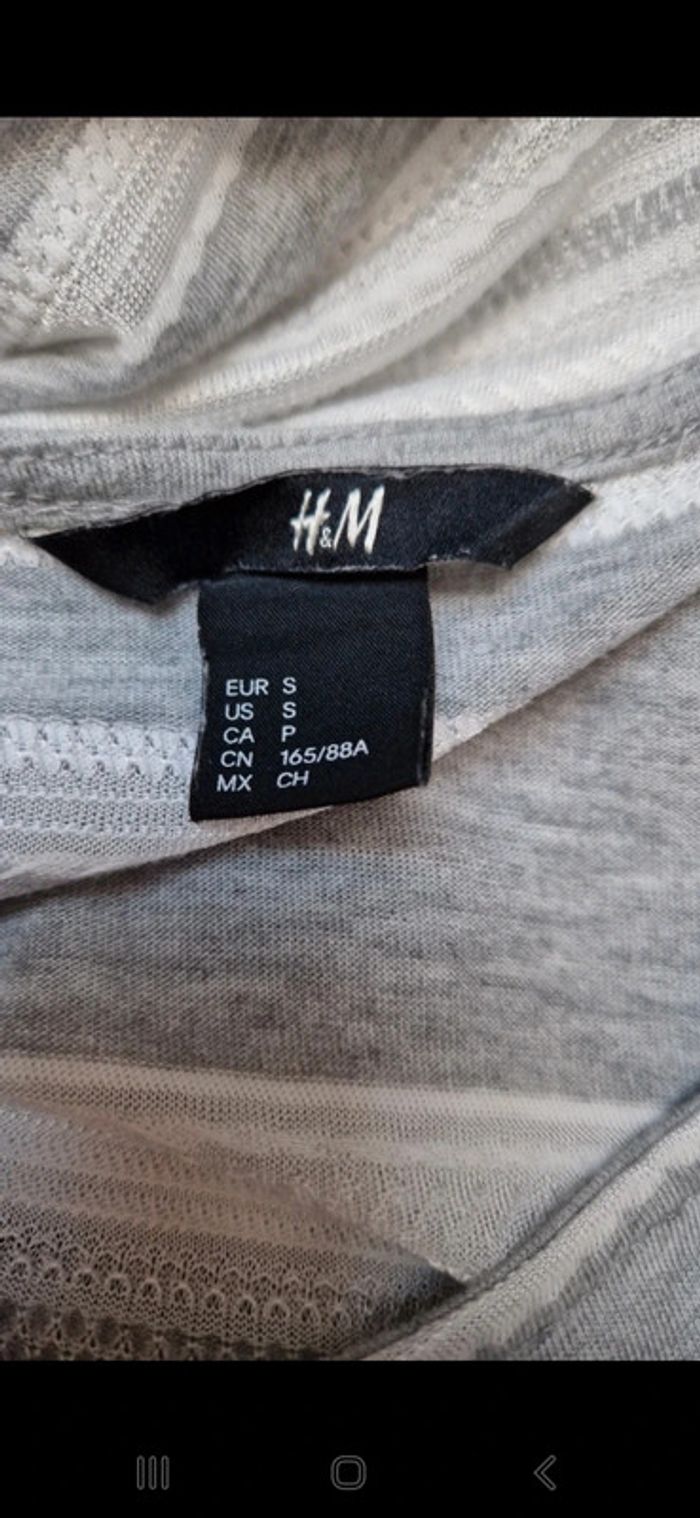 H&M
EUR S
US S
CA P
CN 165/88A
MX CH